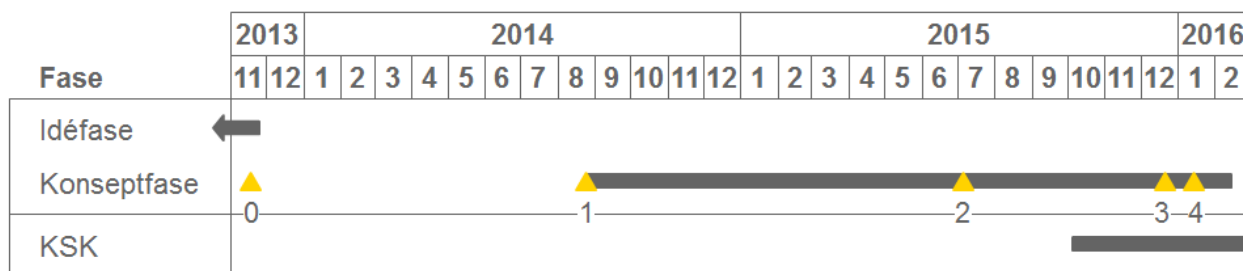 2013 2014 2015 2016
Fase 11 12 1 2 3 4 5 6 7 8 9 10 11 12 1 2 3 4 5 6 7 8 9 10 11 12 1 2
Idéfase
Konseptfase
0 1 2 3 4
KSK